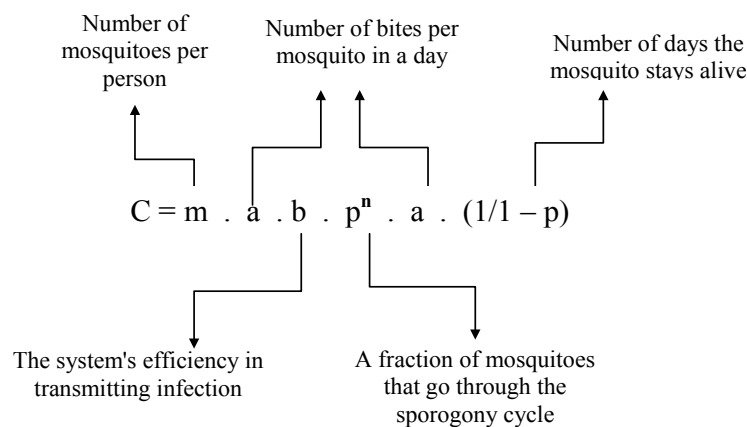 Number of
mosquitoes per
person
Number of bites per
mosquito in a day
Number of days the
mosquito stays alive
C = m . a . b . pⁿ . a . (1/1 – p)
The system's efficiency in
transmitting infection
A fraction of mosquitoes
that go through the
sporogony cycle